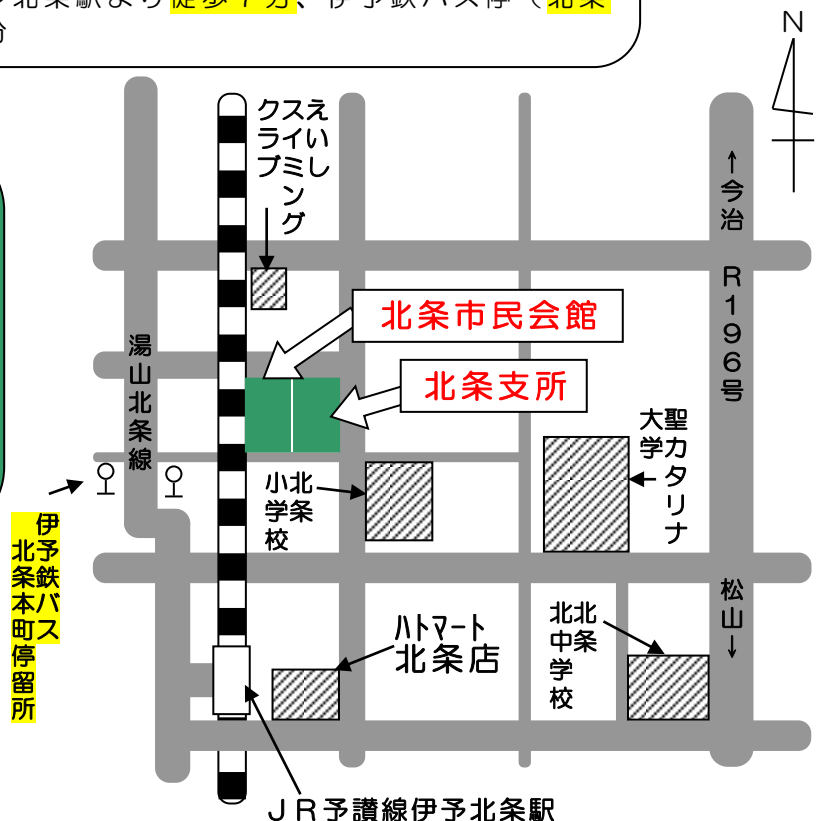 北条駅より徒歩７分、伊予鉄バス停（北条
分
N
えいし
スイミング
クラブ
↑今治　Ｒ１９６号
北条市民会館
北条支所
湯山北条線
聖カタリナ
大学
北条
小学校
伊予鉄バス
北条本町停留所
松山↓
ﾊﾄﾏｰﾄ
北条店
北条
北中学校
ＪＲ予讃線伊予北条駅